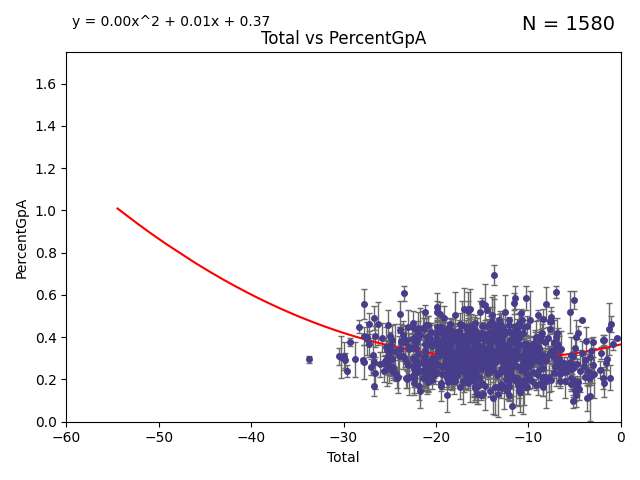 y = 0.00x^2 + 0.01x + 0.37
N = 1580
Total vs PercentGpA
PercentGpA
1.6
1.4
1.2
1.0
0.8
0.6
0.4
0.2
0.0
−60 −50 −40 −30 −20 −10 0
Total